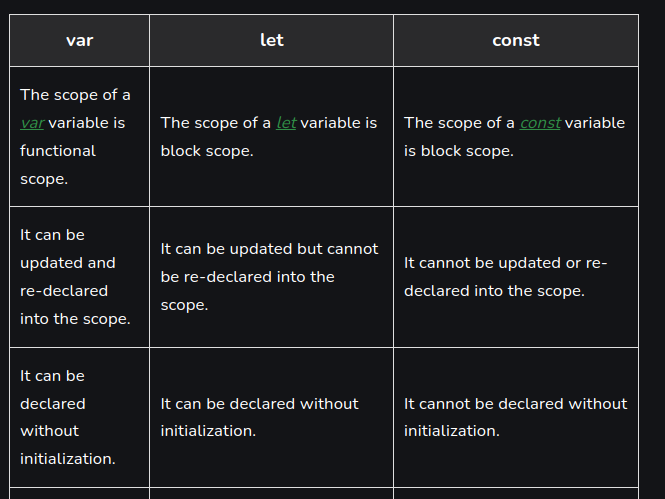 var
let
const
The scope of a
var variable is
functional
scope.
The scope of a let variable is
block scope.
The scope of a const variable
is block scope.
It can be
updated and
re-declared
into the scope.
It can be updated but cannot
be re-declared into the
scope.
It cannot be updated or re-
declared into the scope.
It can be
declared
without
initialization.
It can be declared without
initialization.
It cannot be declared without
initialization.